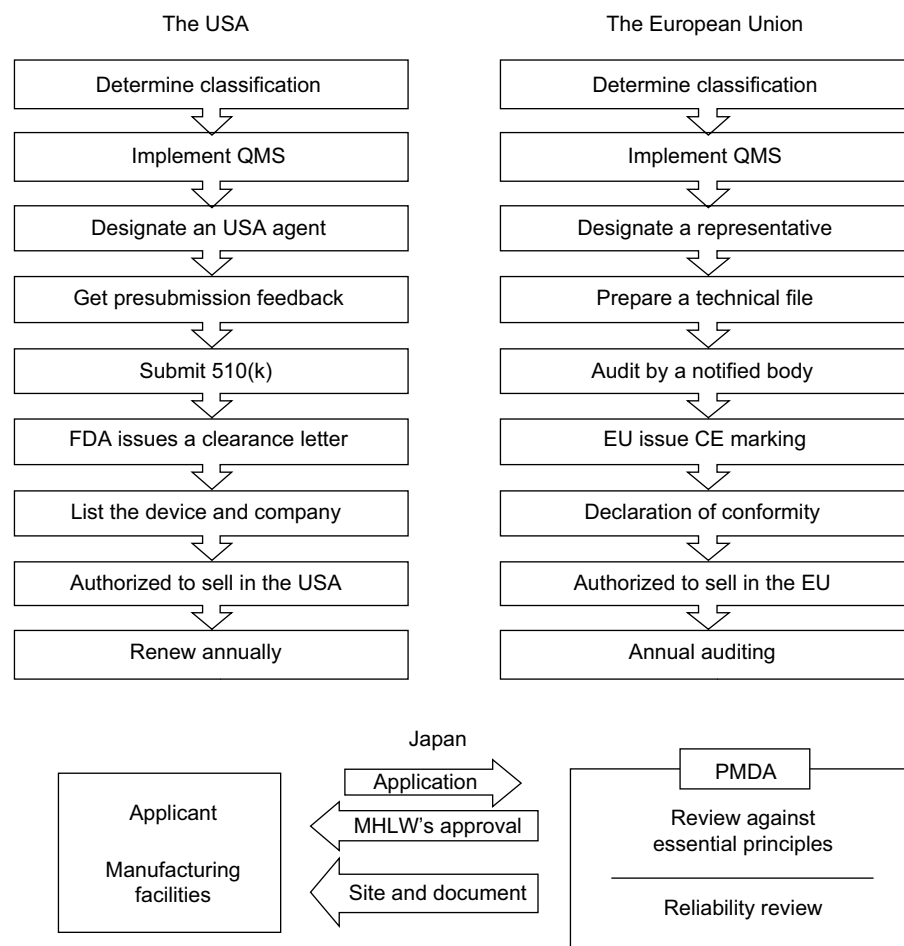 The USA
Determine classification
Implement QMS
Designate an USA agent
Get presubmission feedback
Submit 510(k)
FDA issues a clearance letter
List the device and company
Authorized to sell in the USA
Renew annually
The European Union
Determine classification
Implement QMS
Designate a representative
Prepare a technical file
Audit by a notified body
EU issue CE marking
Declaration of conformity
Authorized to sell in the EU
Annual auditing
Japan
Applicant
Manufacturing
facilities
Application
MHLW's approval
Site and document
PMDA
Review against
essential principles
Reliability review